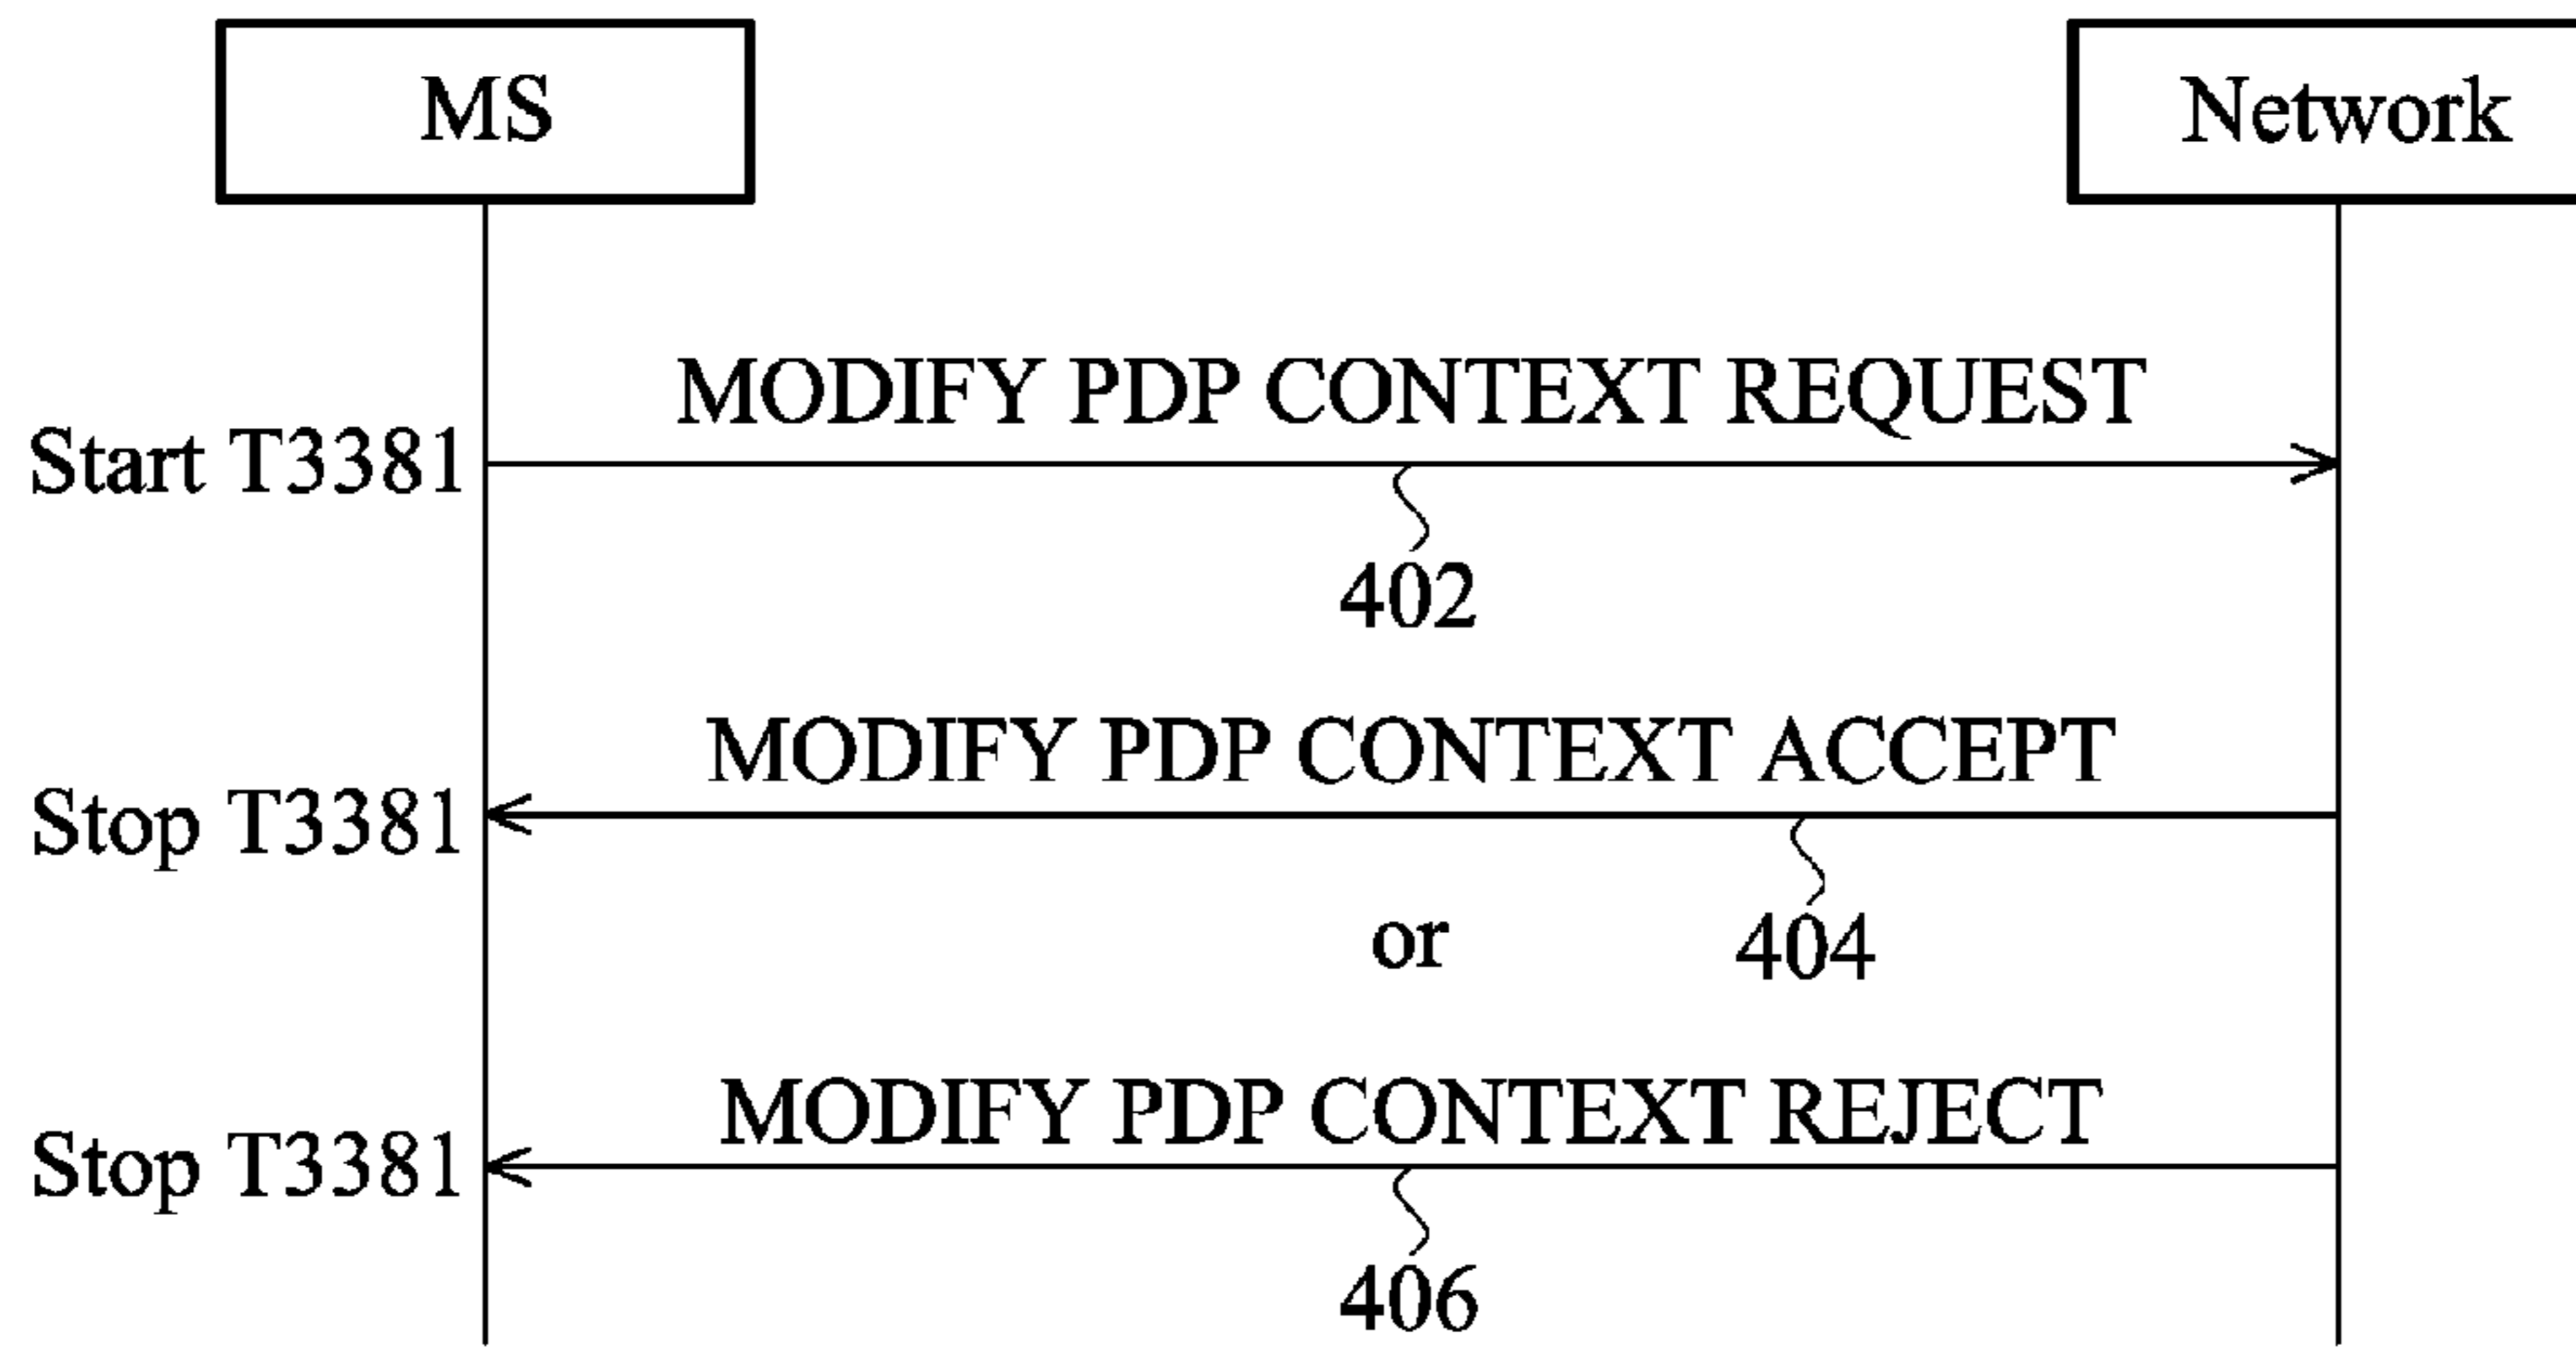 MS
Network
MODIFY PDP CONTEXT REQUEST
Start T3381
402
MODIFY PDP CONTEXT ACCEPT
Stop T3381
or
404
MODIFY PDP CONTEXT REJECT
Stop T3381
406